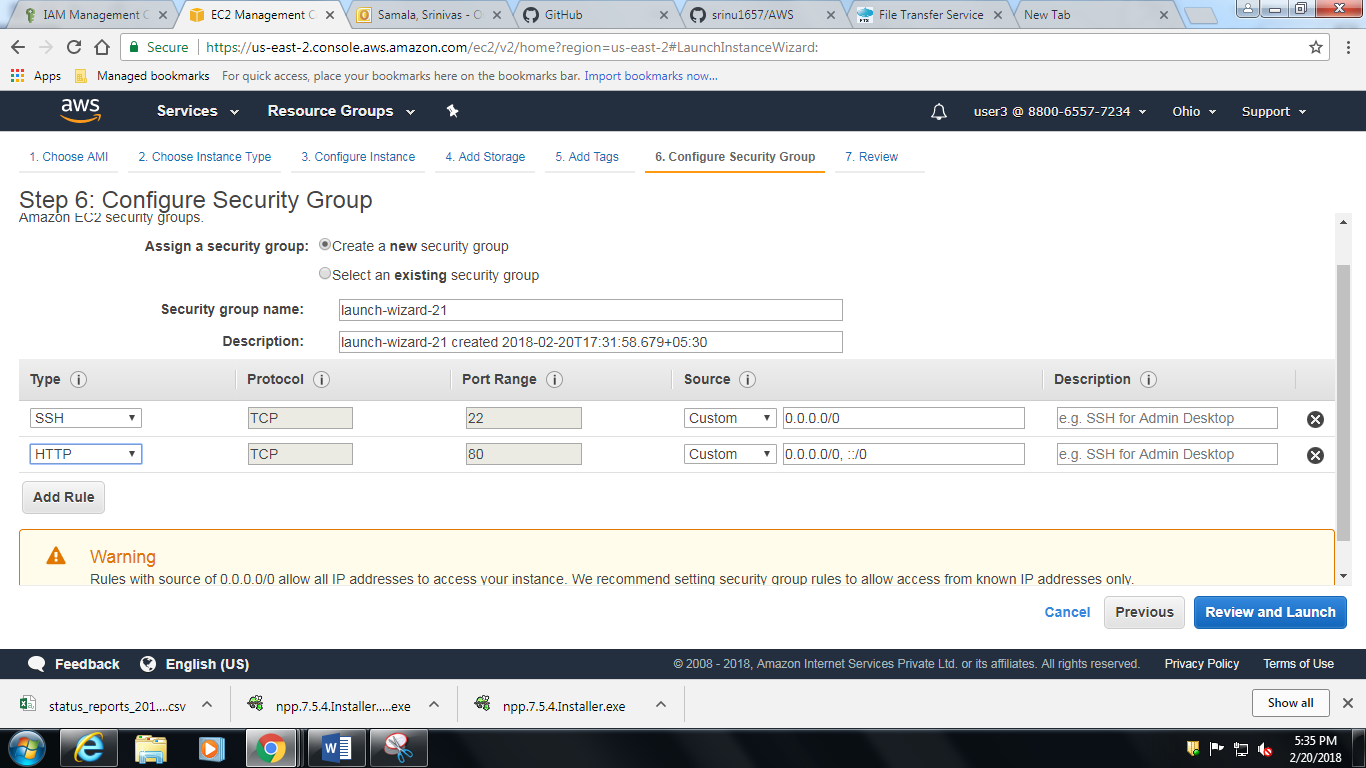 IAM Management C
EC2 Management C
Samala, Srinivas - O
GitHub
srinu1657/AWS
File Transfer Service
New Tab
Secure
https://us-east-2.console.aws.amazon.com/ec2/v2/home?region=us-east-2#LaunchInstanceWizard:
Apps
Managed bookmarks
For quick access, place your bookmarks here on the bookmarks bar. Import bookmarks now...
aws
Services
Resource Groups
user3 @ 8800-6557-7234
Ohio
Support
1. Choose AMI
2. Choose Instance Type
3. Configure Instance
4. Add Storage
5. Add Tags
6. Configure Security Group
7. Review
Step 6: Configure Security Group
Amazon EC2 security groups.
Assign a security group: Create a new security group
Select an existing security group
Security group name: launch-wizard-21
Description: launch-wizard-21 created 2018-02-20T17:31:58.679+05:30
Type Protocol Port Range Source Description
SSH TCP 22 Custom 0.0.0.0/0 e.g. SSH for Admin Desktop
HTTP TCP 80 Custom 0.0.0.0/0, ::/0 e.g. SSH for Admin Desktop
Add Rule
Warning
Rules with source of 0.0.0.0/0 allow all IP addresses to access your instance. We recommend setting security group rules to allow access from known IP addresses only.
Cancel
Previous
Review and Launch
Feedback
English (US)
© 2008 - 2018, Amazon Internet Services Private Ltd. or its affiliates. All rights reserved.
Privacy Policy
Terms of Use
status_reports_201....csv
npp.7.5.4.Installer.....exe
npp.7.5.4.Installer.exe
Show all
5:35 PM
2/20/2018